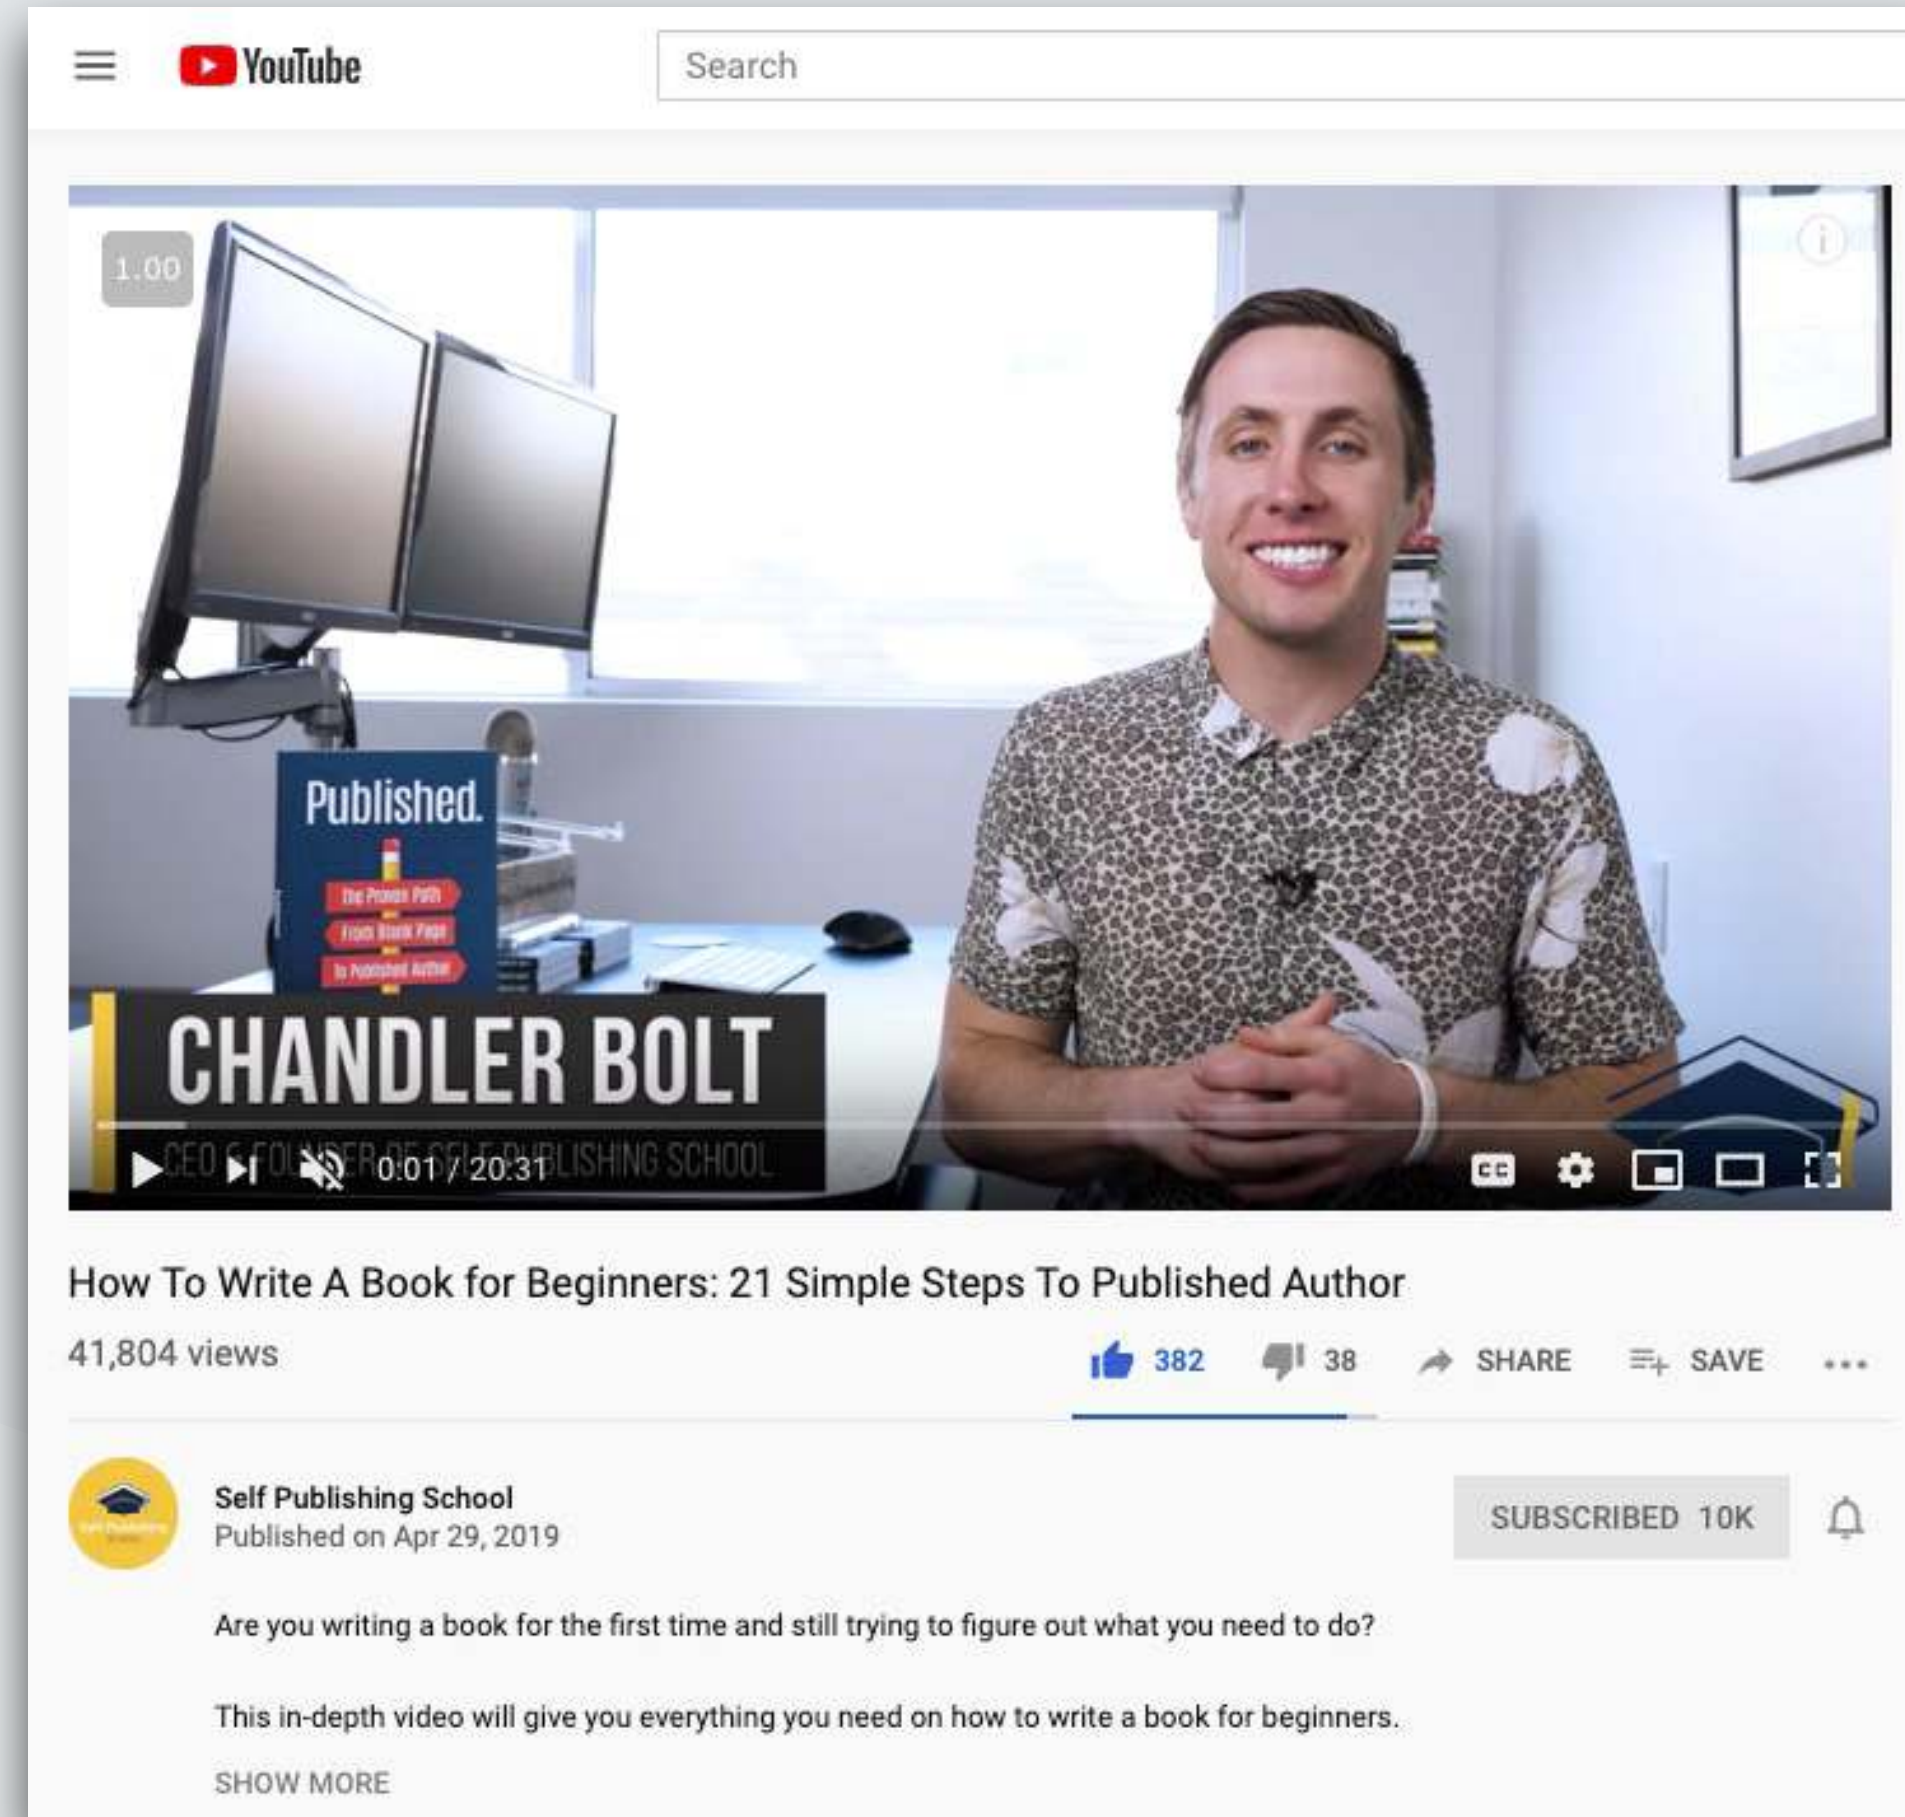 YouTube
Search
1.00
Published.
The Proven Path
From Blank Page
To Published Author
CHANDLER BOLT
CEO & FOUNDER OF SELF PUBLISHING SCHOOL
0:01 / 20:31
CC
How To Write A Book for Beginners: 21 Simple Steps To Published Author
41,804 views
382
38
SHARE
SAVE
Self Publishing School
Published on Apr 29, 2019
SUBSCRIBED 10K
Are you writing a book for the first time and still trying to figure out what you need to do?
This in-depth video will give you everything you need on how to write a book for beginners.
SHOW MORE